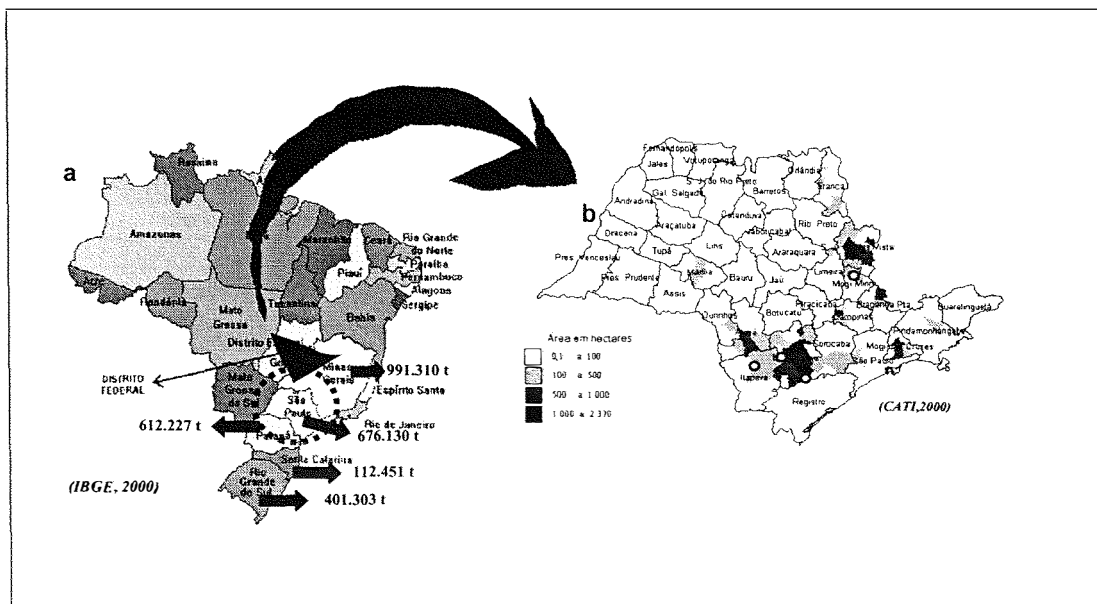 a
Roraima
Amazonas
Acre
Rondônia
Mato
Grosso
Tocantins
Maranhão
Ceará
Rio Grande
do Norte
Piauí
Paraíba
Pernambuco
Alagoas
Sergipe
Bahia
DISTRITO
FEDERAL
Minas
Gerais
991.310 t
Espírito Santo
Mato
Grosso
do Sul
São
Paulo
Rio de Janeiro
612.227 t
676.130 t
Paraná
Santa Catarina
112.451 t
Rio
Grande
do Sul
401.303 t
(IBGE, 2000)
b
Fernandópolis
Jales
Votuporanga
S. João Rio Preto
Orlândia
Franca
Barretos
Gal. Salgado
Andradina
Araçatuba
Catanduva
Rio Preto
Dracena
Jaboticabal
Lins
Tupã
Araraquara
Pres. Venceslau
Pres. Prudente
Marília
Bauru
Jaú
Limeira
Mogi Mirim
Assis
Piracicaba
Bragança Pta.
Campinas
Guaratinguetá
Ourinhos
Botucatu
Pindamonhangaba
Sorocaba
Mogi
Cruzes
São Paulo
Itapeva
Registro
Área em hectares
0,1 a 100
100 a 500
500 a 1 000
1 000 a 2 370
(CATI,2000)